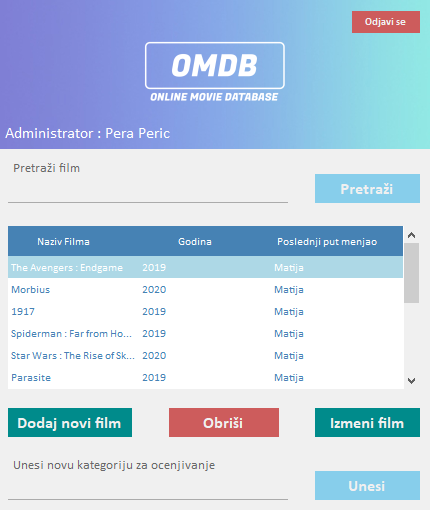 Odjavi se
OMDB
ONLINE MOVIE DATABASE
Administrator : Pera Peric
Pretraži film
Pretraži
Naziv Filma Godina Poslednji put menjao
The Avengers : Endgame 2019 Matija
Morbius 2020 Matija
1917 2019 Matija
Spiderman : Far from Ho... 2019 Matija
Star Wars : The Rise of Sk... 2020 Matija
Parasite 2019 Matija
Dodaj novi film Obriši Izmeni film
Unesi novu kategoriju za ocenjivanje
Unesi